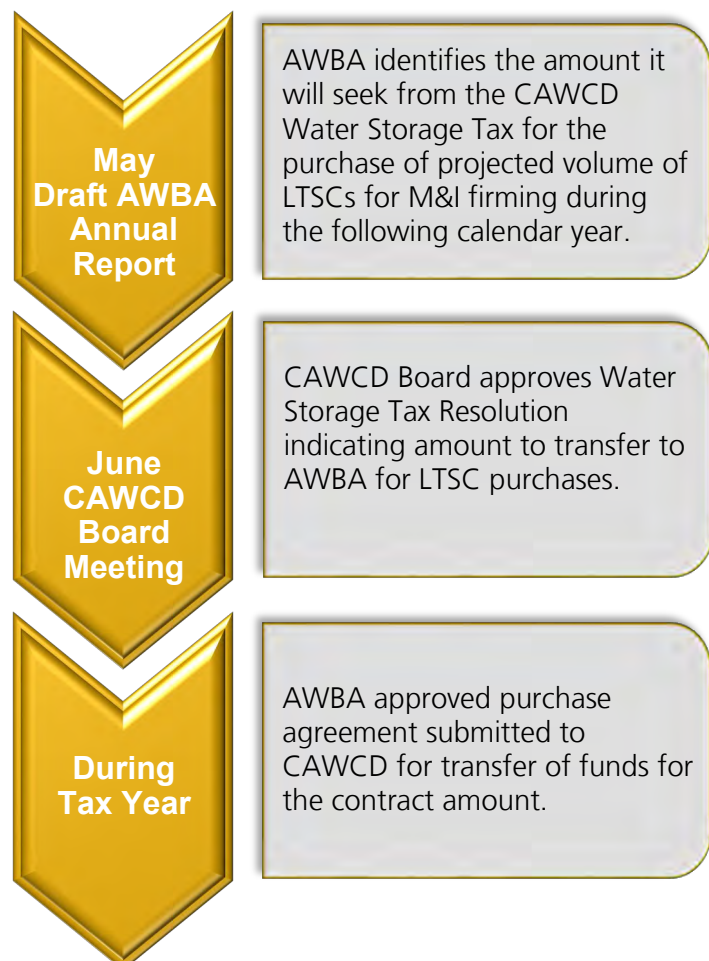 May
Draft AWBA
Annual
Report
AWBA identifies the amount it
will seek from the CAWCD
Water Storage Tax for the
purchase of projected volume of
LTSCs for M&I firming during
the following calendar year.
June
CAWCD
Board
Meeting
CAWCD Board approves Water
Storage Tax Resolution
indicating amount to transfer to
AWBA for LTSC purchases.
During
Tax Year
AWBA approved purchase
agreement submitted to
CAWCD for transfer of funds for
the contract amount.